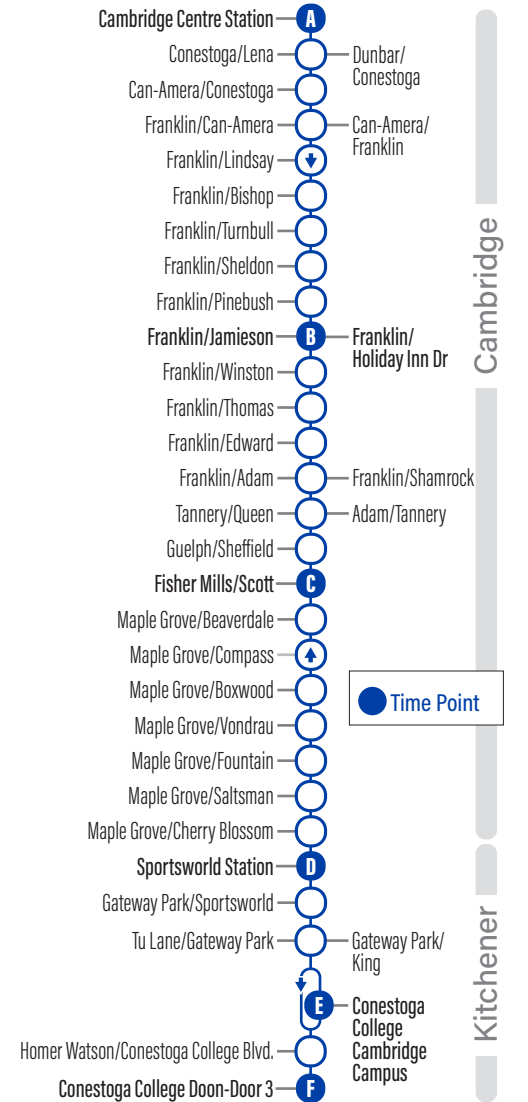 Cambridge Centre Station A
Conestoga/Lena Dunbar/
Conestoga
Can-Amera/Conestoga
Franklin/Can-Amera Can-Amera/
Franklin
Franklin/Lindsay
Franklin/Bishop
Franklin/Turnbull
Franklin/Sheldon
Franklin/Pinebush
Franklin/Jamieson B Franklin/
Holiday Inn Dr
Franklin/Winston
Franklin/Thomas
Franklin/Edward
Franklin/Adam Franklin/Shamrock
Tannery/Queen Adam/Tannery
Guelph/Sheffield
Fisher Mills/Scott C
Maple Grove/Beaverdale
Maple Grove/Compass
Maple Grove/Boxwood
Maple Grove/Vondrau
Maple Grove/Fountain
Maple Grove/Saltsman
Maple Grove/Cherry Blossom
Sportsworld Station D
Gateway Park/Sportsworld
Tu Lane/Gateway Park Gateway Park/
King
E Conestoga
College
Cambridge
Campus
Homer Watson/Conestoga College Blvd.
Conestoga College Doon-Door 3 F
Time Point
Cambridge
Kitchener